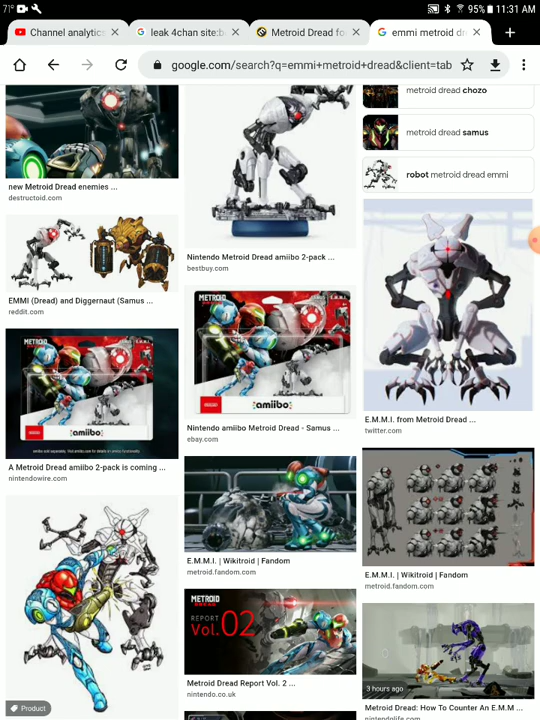 71°
95% 11:31 AM
Channel analytics
leak 4chan site:b
Metroid Dread fo
emmi metroid dr
google.com/search?q=emmi+metroid+dread&client=tab
new Metroid Dread enemies ...
destructoid.com
EMMI (Dread) and Diggernaut (Samus ...
reddit.com
METROID
amiibo
A Metroid Dread amiibo 2-pack is coming ...
nintendowire.com
Product
Nintendo Metroid Dread amiibo 2-pack ...
bestbuy.com
METROID
amiibo
Nintendo amiibo Metroid Dread - Samus ...
ebay.com
E.M.M.I. | Wikitroid | Fandom
metroid.fandom.com
METROID
DREAD
REPORT
Vol.02
Metroid Dread Report Vol. 2 ...
nintendo.co.uk
metroid dread chozo
metroid dread samus
robot metroid dread emmi
E.M.M.I. from Metroid Dread ...
twitter.com
E.M.M.I. | Wikitroid | Fandom
metroid.fandom.com
3 hours ago
Metroid Dread: How To Counter An E.M.M ...
nintendolife.com